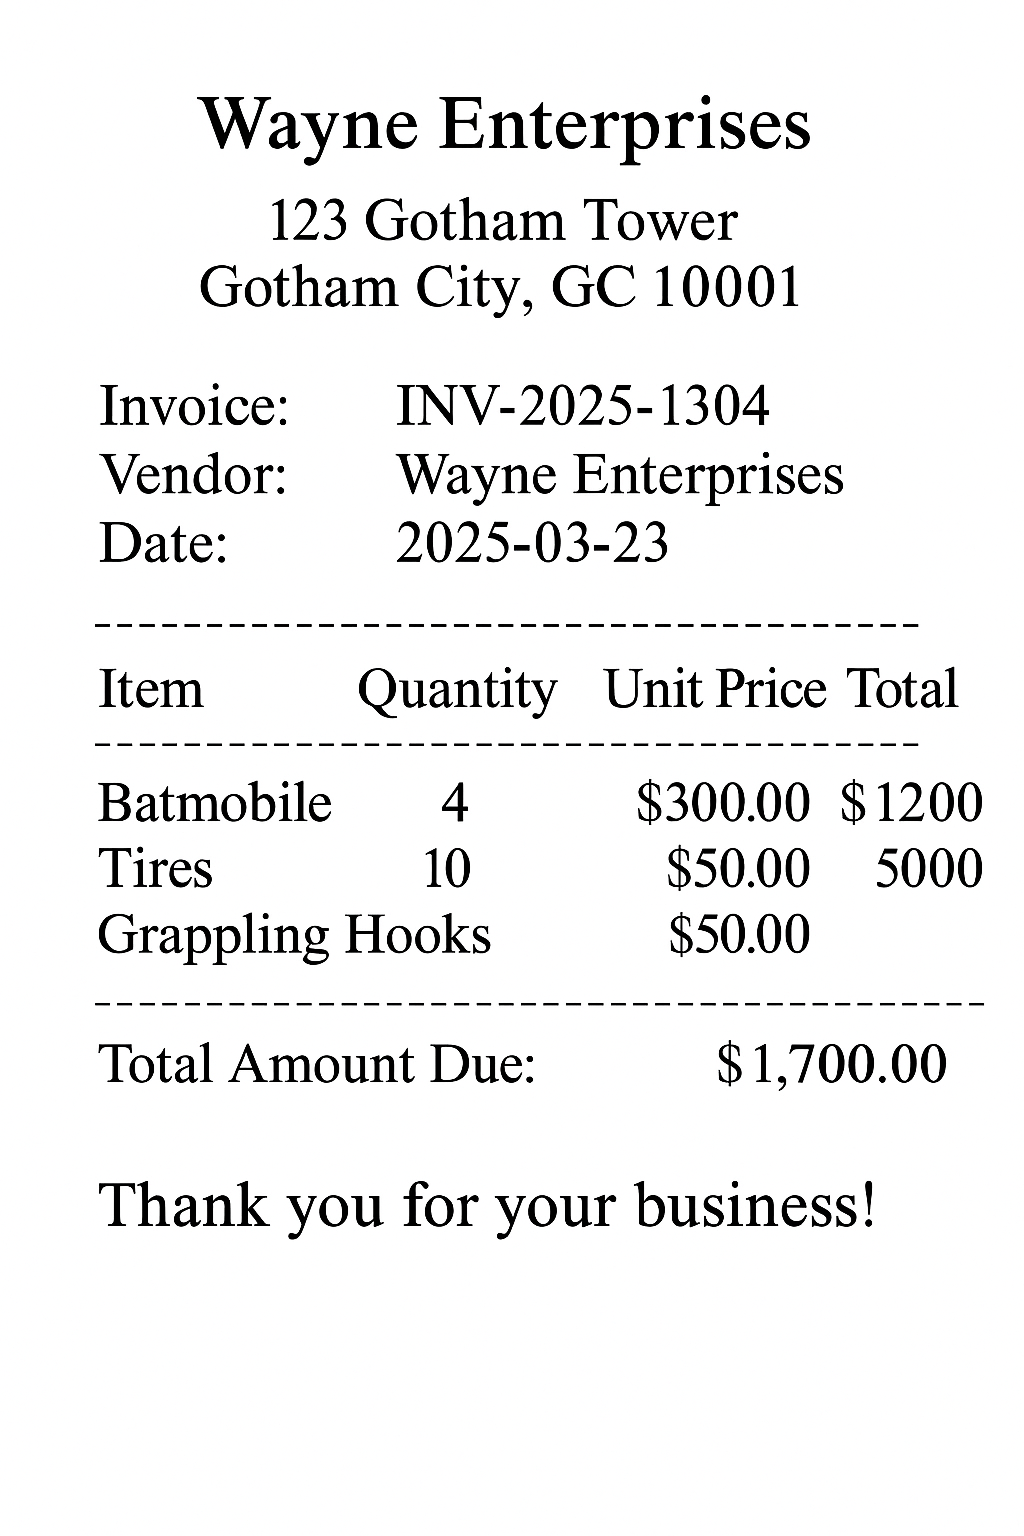 Wayne Enterprises
123 Gotham Tower
Gotham City, GC 10001
Invoice: INV-2025-1304
Vendor: Wayne Enterprises
Date: 2025-03-23
Item Quantity Unit Price Total
Batmobile 4 $300.00 $1200
Tires 10 $50.00 5000
Grappling Hooks $50.00
Total Amount Due: $1,700.00
Thank you for your business!